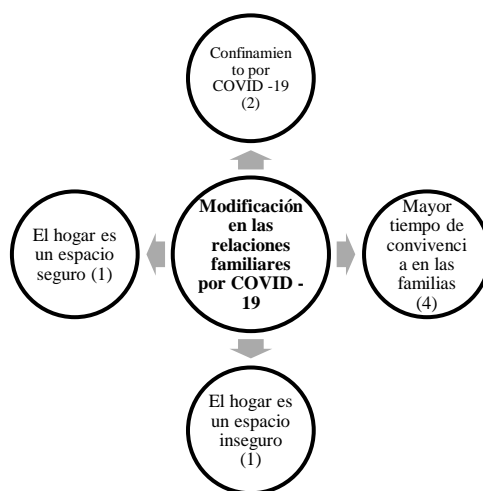 Confinamien
to por
COVID -19
(2)
El hogar es
un espacio
seguro (1)
Modificación
en las
relaciones
familiares
por COVID -
19
Mayor
tiempo de
convivenci
a en las
familias
(4)
El hogar es
un espacio
inseguro
(1)